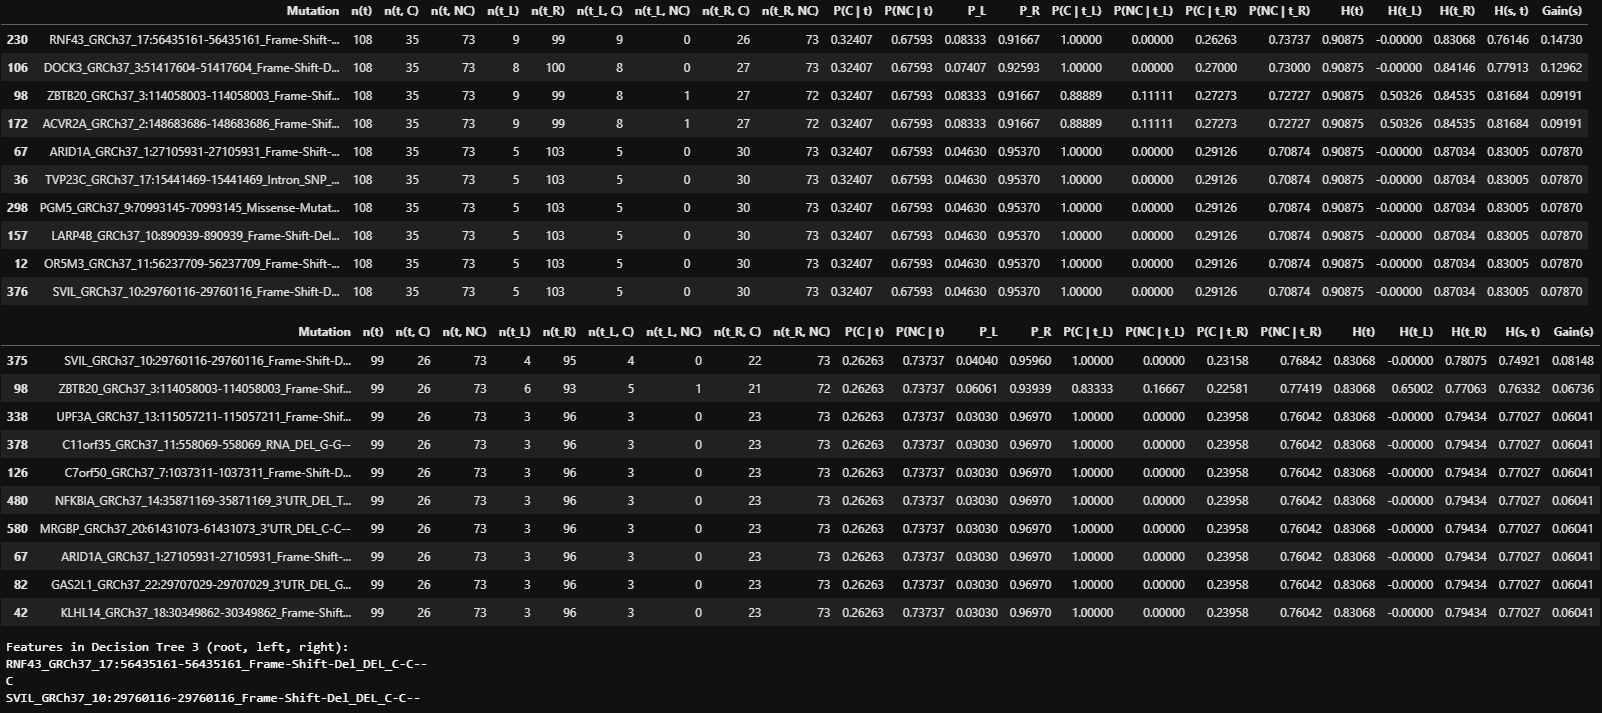 Mutation n(t) n(t, C) n(t, NC) n(t_L) n(t_R) n(t_L, C) n(t_L, NC) n(t_R, C) n(t_R, NC) P(C | t) P(NC | t) P_L P_R P(C | t_L) P(NC | t_L) P(C | t_R) P(NC | t_R) H(t) H(t_L) H(t_R) H(s, t) Gain(s)
230 RNF43_GRCh37_17:56435161-56435161_Frame-Shift-... 108 35 73 9 99 9 0 26 73 0.32407 0.67593 0.08333 0.91667 1.00000 0.00000 0.26263 0.73737 0.90875 -0.00000 0.83068 0.76146 0.14730
106 DOCK3_GRCh37_3:51417604-51417604_Frame-Shift-D... 108 35 73 8 100 8 0 27 73 0.32407 0.67593 0.07407 0.92593 1.00000 0.00000 0.27000 0.73000 0.90875 -0.00000 0.84146 0.77913 0.12962
98 ZBTB20_GRCh37_3:114058003-114058003_Frame-Shif... 108 35 73 9 99 8 1 27 72 0.32407 0.67593 0.08333 0.91667 0.88889 0.11111 0.27273 0.72727 0.90875 0.50326 0.84535 0.81684 0.09191
172 ACVR2A_GRCh37_2:148683686-148683686_Frame-Shif... 108 35 73 9 99 8 1 27 72 0.32407 0.67593 0.08333 0.91667 0.88889 0.11111 0.27273 0.72727 0.90875 0.50326 0.84535 0.81684 0.09191
67 ARID1A_GRCh37_1:27105931-27105931_Frame-Shift-... 108 35 73 5 103 5 0 30 73 0.32407 0.67593 0.04630 0.95370 1.00000 0.00000 0.29126 0.70874 0.90875 -0.00000 0.87034 0.83005 0.07870
36 TVP23C_GRCh37_17:15441469-15441469_Intron_SNP_... 108 35 73 5 103 5 0 30 73 0.32407 0.67593 0.04630 0.95370 1.00000 0.00000 0.29126 0.70874 0.90875 -0.00000 0.87034 0.83005 0.07870
298 PGM5_GRCh37_9:70993145-70993145_Missense-Mutat... 108 35 73 5 103 5 0 30 73 0.32407 0.67593 0.04630 0.95370 1.00000 0.00000 0.29126 0.70874 0.90875 -0.00000 0.87034 0.83005 0.07870
157 LARP4B_GRCh37_10:890939-890939_Frame-Shift-Del... 108 35 73 5 103 5 0 30 73 0.32407 0.67593 0.04630 0.95370 1.00000 0.00000 0.29126 0.70874 0.90875 -0.00000 0.87034 0.83005 0.07870
12 OR5M3_GRCh37_11:56237709-56237709_Frame-Shift-... 108 35 73 5 103 5 0 30 73 0.32407 0.67593 0.04630 0.95370 1.00000 0.00000 0.29126 0.70874 0.90875 -0.00000 0.87034 0.83005 0.07870
376 SVIL_GRCh37_10:29760116-29760116_Frame-Shift-D... 108 35 73 5 103 5 0 30 73 0.32407 0.67593 0.04630 0.95370 1.00000 0.00000 0.29126 0.70874 0.90875 -0.00000 0.87034 0.83005 0.07870
Mutation n(t) n(t, C) n(t, NC) n(t_L) n(t_R) n(t_L, C) n(t_L, NC) n(t_R, C) n(t_R, NC) P(C | t) P(NC | t) P_L P_R P(C | t_L) P(NC | t_L) P(C | t_R) P(NC | t_R) H(t) H(t_L) H(t_R) H(s, t) Gain(s)
375 SVIL_GRCh37_10:29760116-29760116_Frame-Shift-D... 99 26 73 4 95 4 0 22 73 0.26263 0.73737 0.04040 0.95960 1.00000 0.00000 0.23158 0.76842 0.83068 -0.00000 0.78075 0.74921 0.08148
98 ZBTB20_GRCh37_3:114058003-114058003_Frame-Shif... 99 26 73 6 93 5 1 21 72 0.26263 0.73737 0.06061 0.93939 0.83333 0.16667 0.22581 0.77419 0.83068 0.65002 0.77063 0.76332 0.06736
338 UPF3A_GRCh37_13:115057211-115057211_Frame-Shif... 99 26 73 3 96 3 0 23 73 0.26263 0.73737 0.03030 0.96970 1.00000 0.00000 0.23958 0.76042 0.83068 -0.00000 0.79434 0.77027 0.06041
378 C11orf35_GRCh37_11:558069-558069_RNA_DEL_G-G-- 99 26 73 3 96 3 0 23 73 0.26263 0.73737 0.03030 0.96970 1.00000 0.00000 0.23958 0.76042 0.83068 -0.00000 0.79434 0.77027 0.06041
126 C7orf50_GRCh37_7:1037311-1037311_Frame-Shift-D... 99 26 73 3 96 3 0 23 73 0.26263 0.73737 0.03030 0.96970 1.00000 0.00000 0.23958 0.76042 0.83068 -0.00000 0.79434 0.77027 0.06041
480 NFKBIA_GRCh37_14:35871169-35871169_3'UTR_DEL_T... 99 26 73 3 96 3 0 23 73 0.26263 0.73737 0.03030 0.96970 1.00000 0.00000 0.23958 0.76042 0.83068 -0.00000 0.79434 0.77027 0.06041
580 MRGBP_GRCh37_20:61431073-61431073_3'UTR_DEL_C-C-- 99 26 73 3 96 3 0 23 73 0.26263 0.73737 0.03030 0.96970 1.00000 0.00000 0.23958 0.76042 0.83068 -0.00000 0.79434 0.77027 0.06041
67 ARID1A_GRCh37_1:27105931-27105931_Frame-Shift-... 99 26 73 3 96 3 0 23 73 0.26263 0.73737 0.03030 0.96970 1.00000 0.00000 0.23958 0.76042 0.83068 -0.00000 0.79434 0.77027 0.06041
82 GAS2L1_GRCh37_22:29707029-29707029_3'UTR_DEL_G... 99 26 73 3 96 3 0 23 73 0.26263 0.73737 0.03030 0.96970 1.00000 0.00000 0.23958 0.76042 0.83068 -0.00000 0.79434 0.77027 0.06041
42 KLHL14_GRCh37_18:30349862-30349862_Frame-Shift... 99 26 73 3 96 3 0 23 73 0.26263 0.73737 0.03030 0.96970 1.00000 0.00000 0.23958 0.76042 0.83068 -0.00000 0.79434 0.77027 0.06041
Features in Decision Tree 3 (root, left, right):
RNF43_GRCh37_17:56435161-56435161_Frame-Shift-Del_DEL_C-C--
C
SVIL_GRCh37_10:29760116-29760116_Frame-Shift-Del_DEL_C-C--